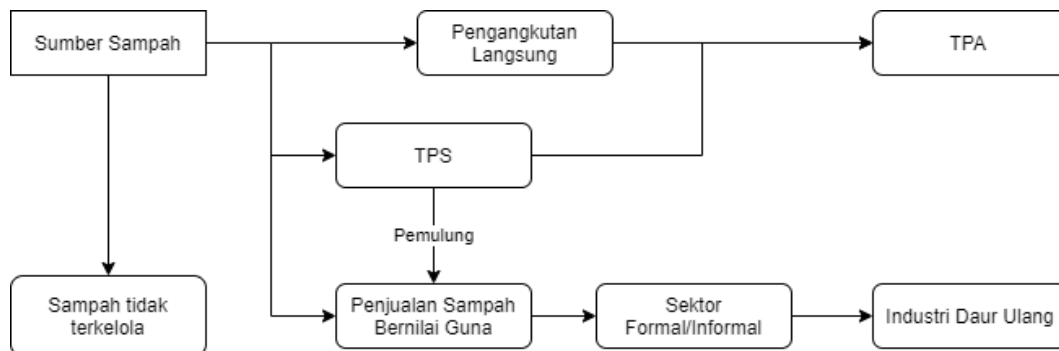 Sumber Sampah
Pengangkutan
Langsung
TPA
TPS
Pemulung
Sampah tidak
terkelola
Penjualan Sampah
Bernilai Guna
Sektor
Formal/Informal
Industri Daur Ulang